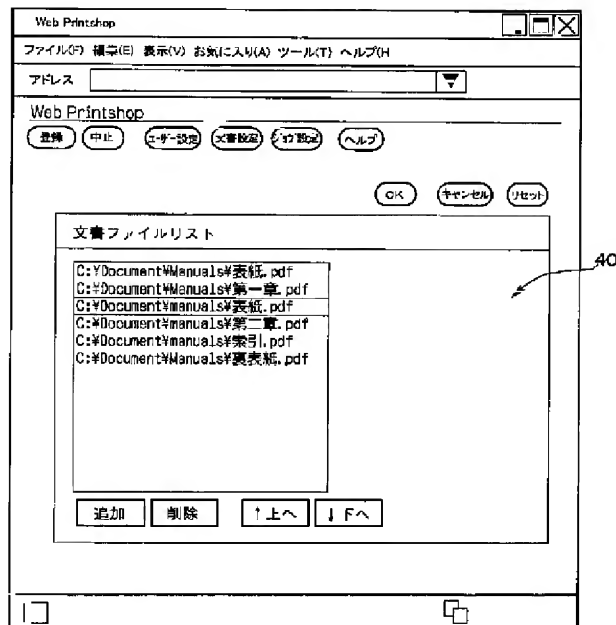 Web Printshop
ファイル(F) 編集(E) 表示(V) お気に入り(A) ツール(T) ヘルプ(H
アドレス
Web Printshop
登録 中止 ユーザー設定 文書設定 ジョブ設定 ヘルプ
OK キャンセル リセット
文書ファイルリスト
40
C:¥Document¥Manuals¥表紙.pdf
C:¥Document¥Manuals¥第一章.pdf
C:¥Document¥manuals¥表紙.pdf
C:¥Document¥Manuals¥第二章.pdf
C:¥Document¥manuals¥索引.pdf
C:¥Document¥Manuals¥裏表紙.pdf
追加 削除 ↑上へ ↓下へ